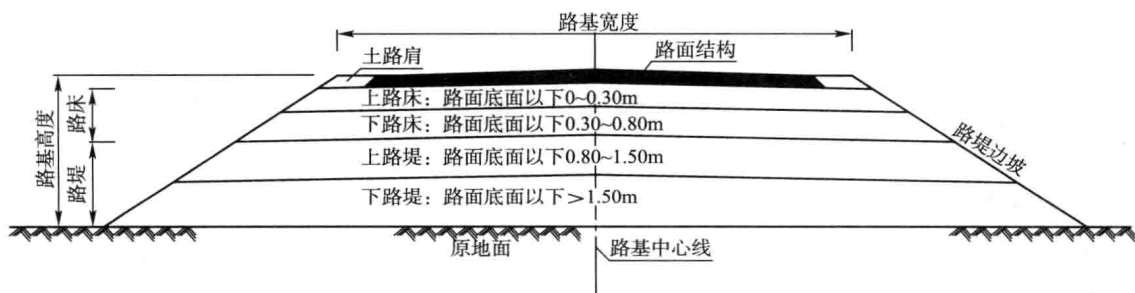 路基宽度
土路肩
路面结构
上路床：路面底面以下0~0.30m
下路床：路面底面以下0.30~0.80m
上路堤：路面底面以下0.80~1.50m
下路堤：路面底面以下>1.50m
路基高度
路床
路堤
路堤边坡
原地面
路基中心线